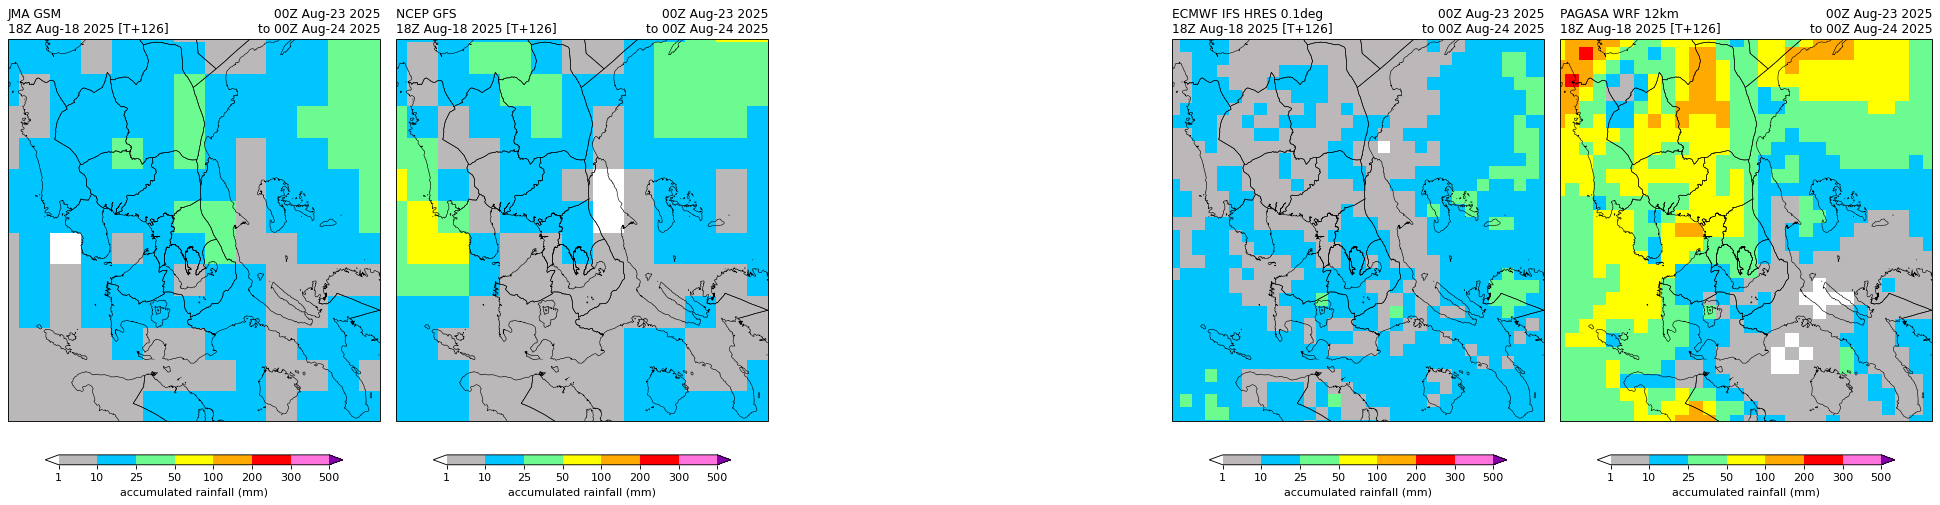 JMA GSM
00Z Aug-23 2025
18Z Aug-18 2025 [T+126]
to 00Z Aug-24 2025
1 10 25 50 100 200 300 500
accumulated rainfall (mm)
NCEP GFS
00Z Aug-23 2025
18Z Aug-18 2025 [T+126]
to 00Z Aug-24 2025
1 10 25 50 100 200 300 500
accumulated rainfall (mm)
ECMWF IFS HRES 0.1deg
00Z Aug-23 2025
18Z Aug-18 2025 [T+126]
to 00Z Aug-24 2025
1 10 25 50 100 200 300 500
accumulated rainfall (mm)
PAGASA WRF 12km
00Z Aug-23 2025
18Z Aug-18 2025 [T+126]
to 00Z Aug-24 2025
1 10 25 50 100 200 300 500
accumulated rainfall (mm)